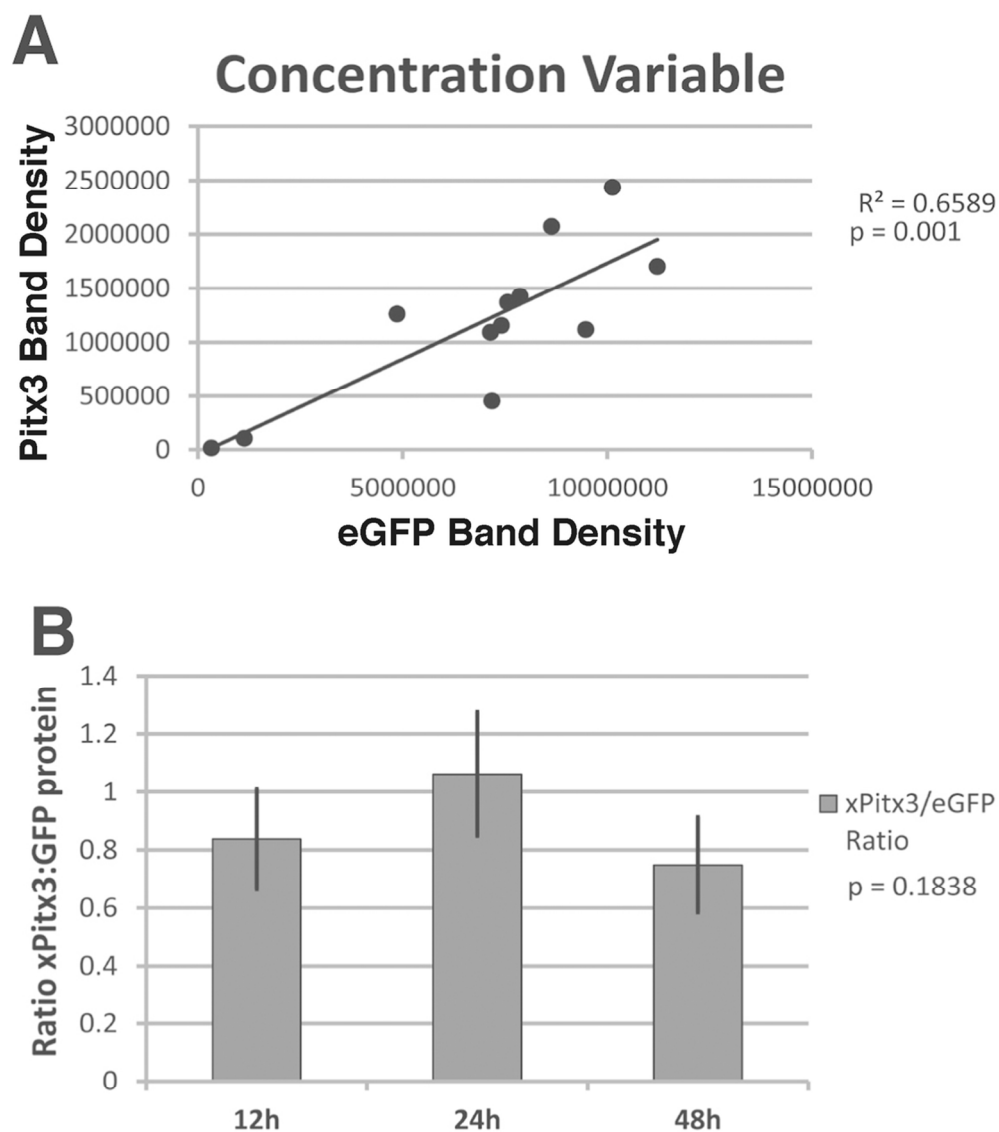 A
Concentration Variable
Pitx3 Band Density
3000000
2500000
2000000
1500000
1000000
500000
0
R² = 0.6589
p = 0.001
0 5000000 10000000 15000000
eGFP Band Density
B
Ratio xPitx3:GFP protein
1.4
1.2
1
0.8
0.6
0.4
0.2
0
xPitx3/eGFP
Ratio
p = 0.1838
12h 24h 48h